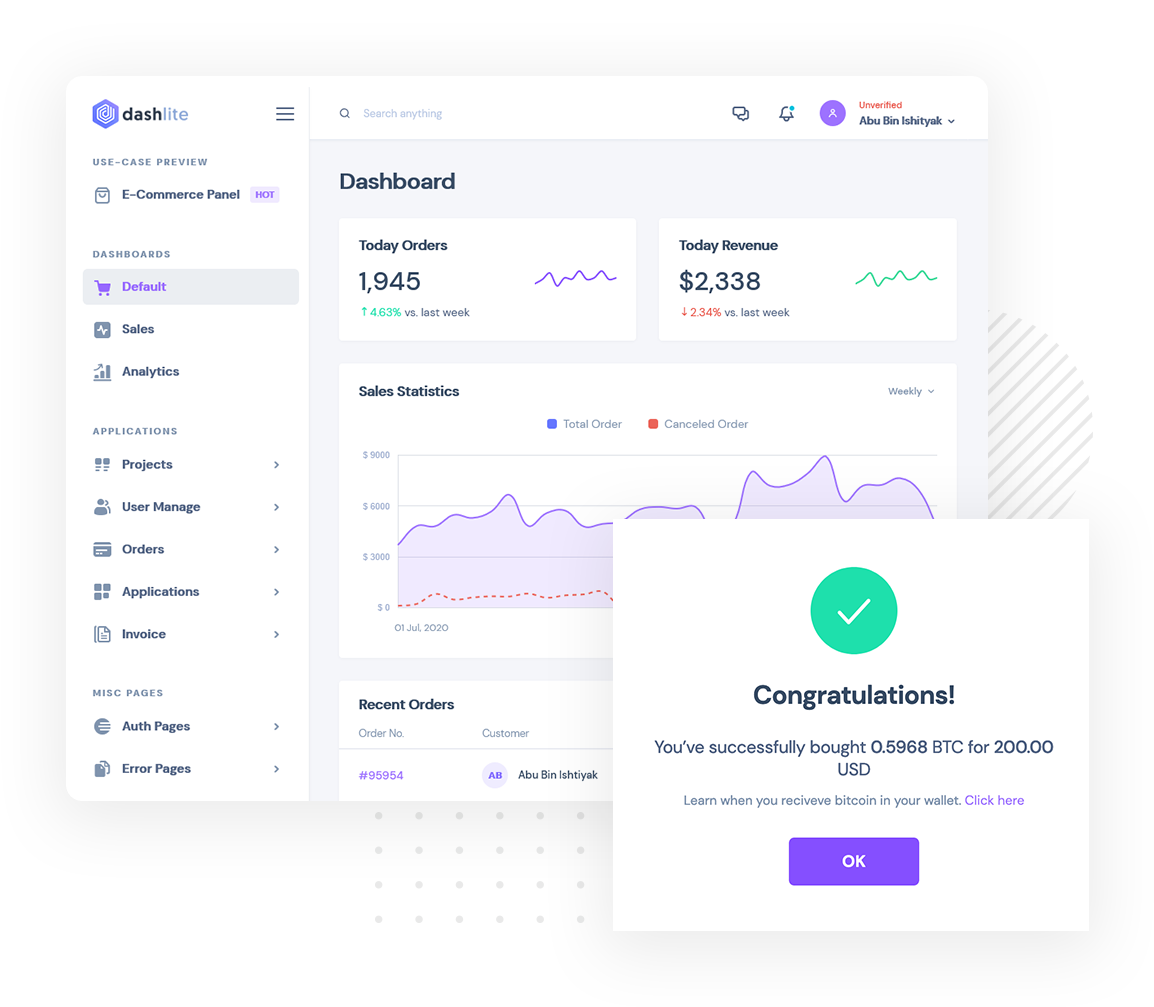 dashlite
USE-CASE PREVIEW
E-Commerce Panel HOT
DASHBOARDS
Default
Sales
Analytics
APPLICATIONS
Projects
User Manage
Orders
Applications
Invoice
MISC PAGES
Auth Pages
Error Pages
Search anything
Unverified
Abu Bin Ishityak
Dashboard
Today Orders
1,945
↑ 4.63% vs. last week
Today Revenue
$2,338
↓ 2.34% vs. last week
Sales Statistics
Weekly
Total Order Canceled Order
$ 9000
$ 6000
$ 3000
$ 0
01 Jul, 2020
Recent Orders
Order No. Customer
#95954 AB Abu Bin Ishtiyak
Congratulations!
You’ve successfully bought 0.5968 BTC for 200.00
USD
Learn when you reciveve bitcoin in your wallet. Click here
OK